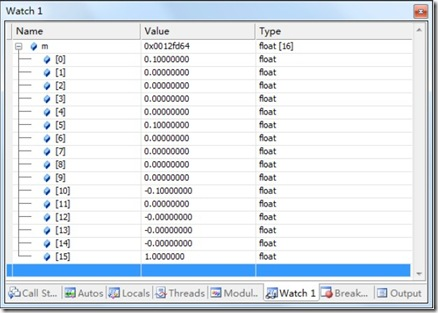 Watch 1
Name Value Type
m 0x0012fd64 float [16]
[0] 0.10000000 float
[1] 0.00000000 float
[2] 0.00000000 float
[3] 0.00000000 float
[4] 0.00000000 float
[5] 0.10000000 float
[6] 0.00000000 float
[7] 0.00000000 float
[8] 0.00000000 float
[9] 0.00000000 float
[10] -0.10000000 float
[11] 0.00000000 float
[12] -0.00000000 float
[13] -0.00000000 float
[14] -0.00000000 float
[15] 1.0000000 float
Call St... Autos Locals Threads Modul... Watch 1 Break... Output